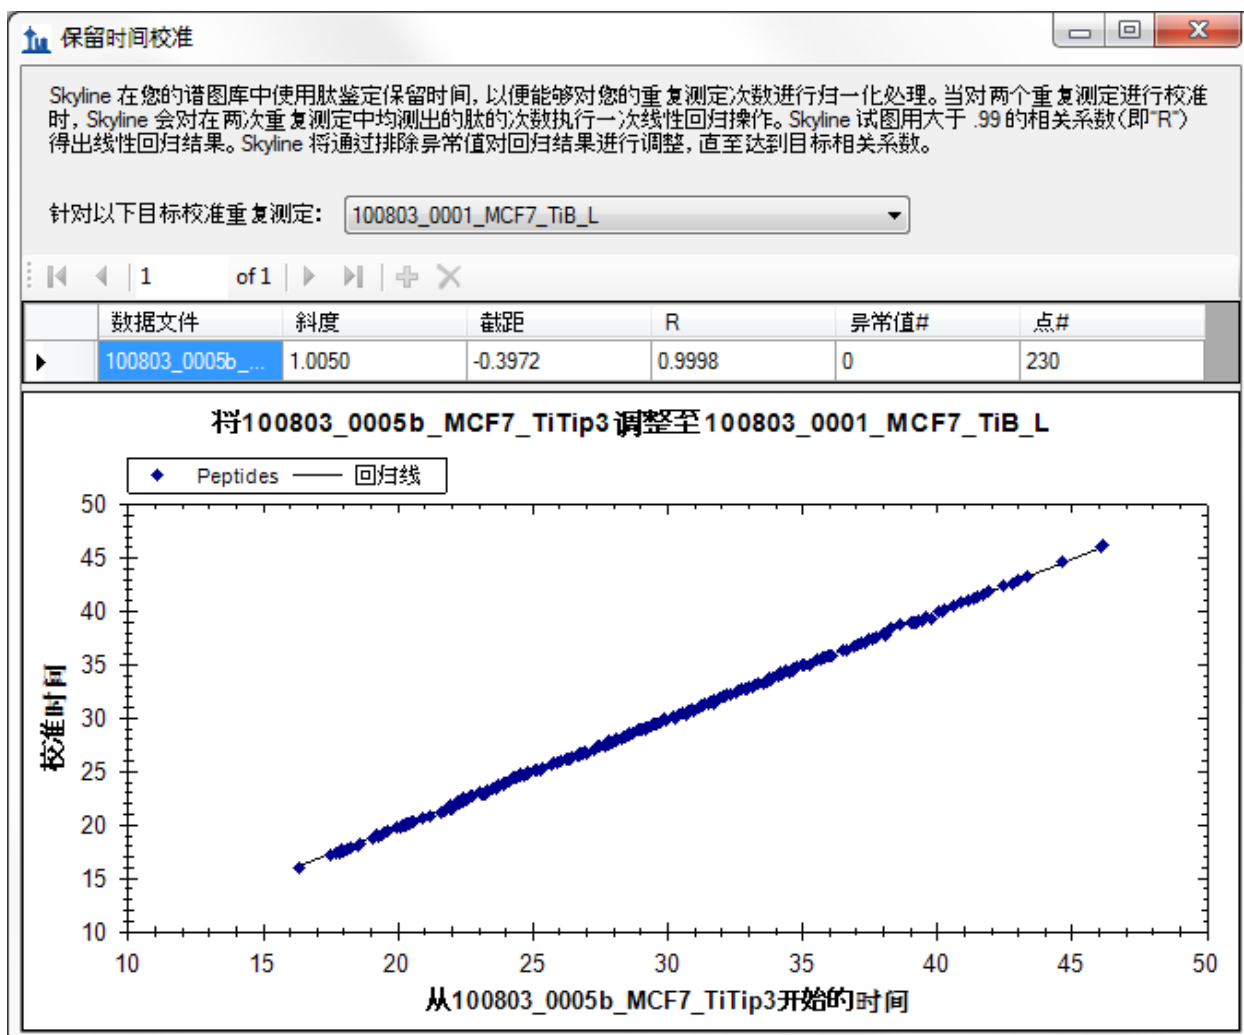 保留时间校准
Skyline 在您的谱图库中使用肽鉴定保留时间, 以便能够对您的重复测定次数进行归一化处理。当对两个重复测定进行校准
时, Skyline 会对在两次重复测定中均测出的肽的次数执行一次线性回归操作。Skyline 试图用大于 .99 的相关系数(即"R")
得出线性回归结果。Skyline 将通过排除异常值对回归结果进行调整, 直至达到目标相关系数。
针对以下目标校准重复测定: 100803_0001_MCF7_TiB_L
1 of 1
数据文件 斜度 截距 R 异常值# 点#
100803_0005b_... 1.0050 -0.3972 0.9998 0 230
将100803_0005b_MCF7_TiTip3调整至100803_0001_MCF7_TiB_L
Peptides 回归线
50
45
40
35
30
25
20
15
10
校准时间
10 15 20 25 30 35 40 45 50
从100803_0005b_MCF7_TiTip3开始的时间